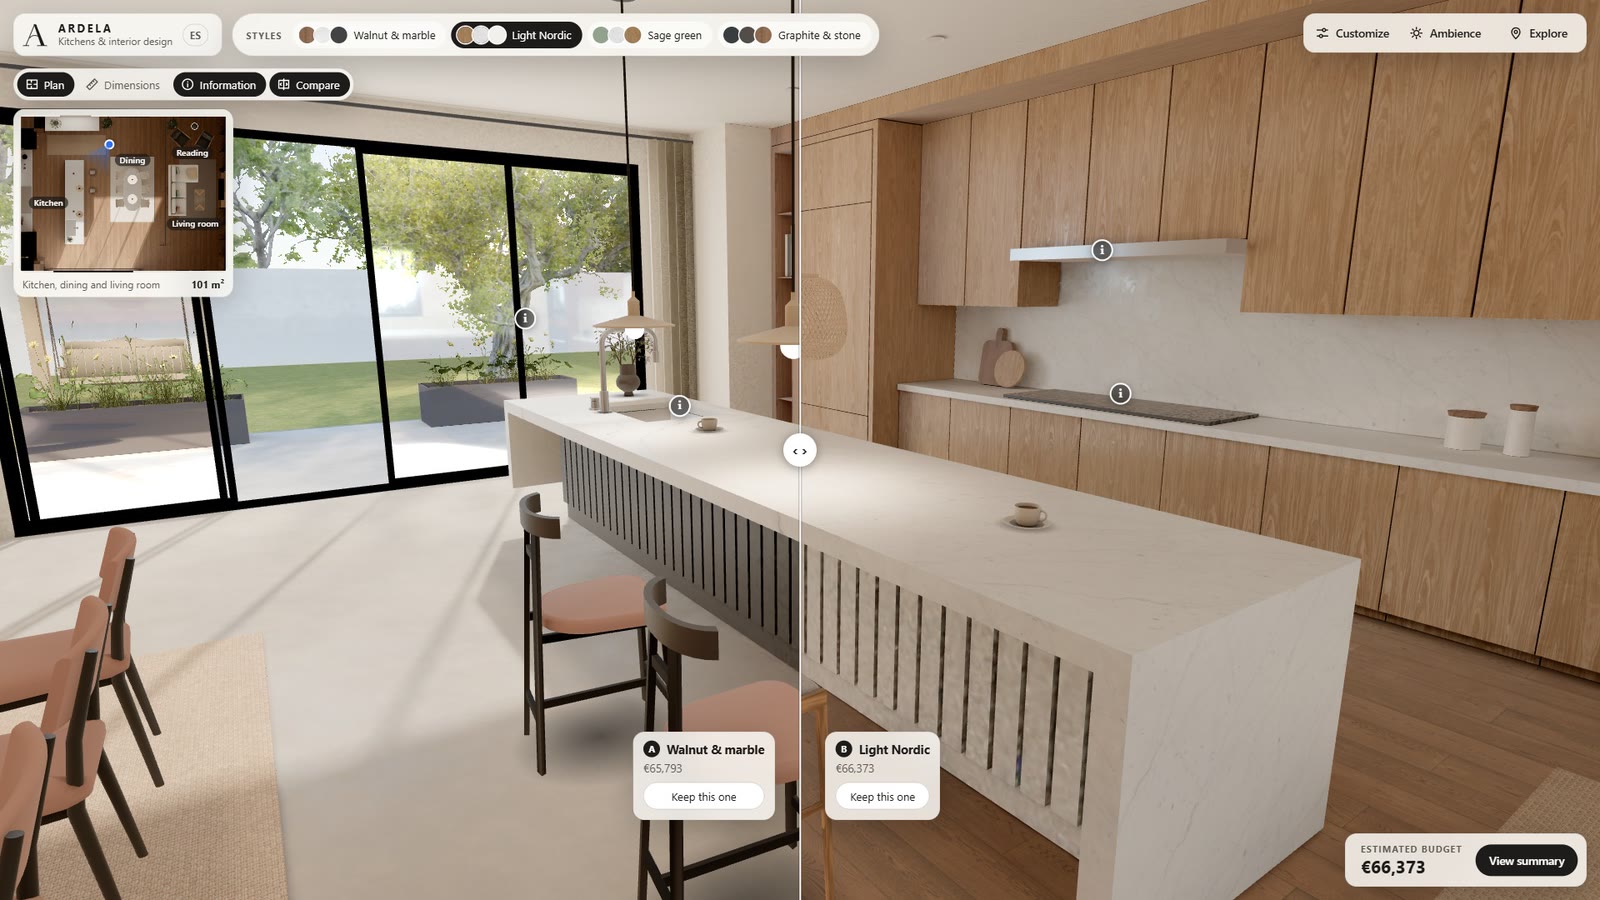 A
ARDELA
Kitchens & interior design
ES
STYLES
Walnut & marble
Light Nordic
Sage green
Graphite & stone
Customize
Ambience
Explore
Plan
Dimensions
Information
Compare
Reading
Dining
Kitchen
Living room
Kitchen, dining and living room
101 m²
i
i
i
i
‹ ›
A Walnut & marble
€65,793
Keep this one
B Light Nordic
€66,373
Keep this one
ESTIMATED BUDGET
€66,373
View summary